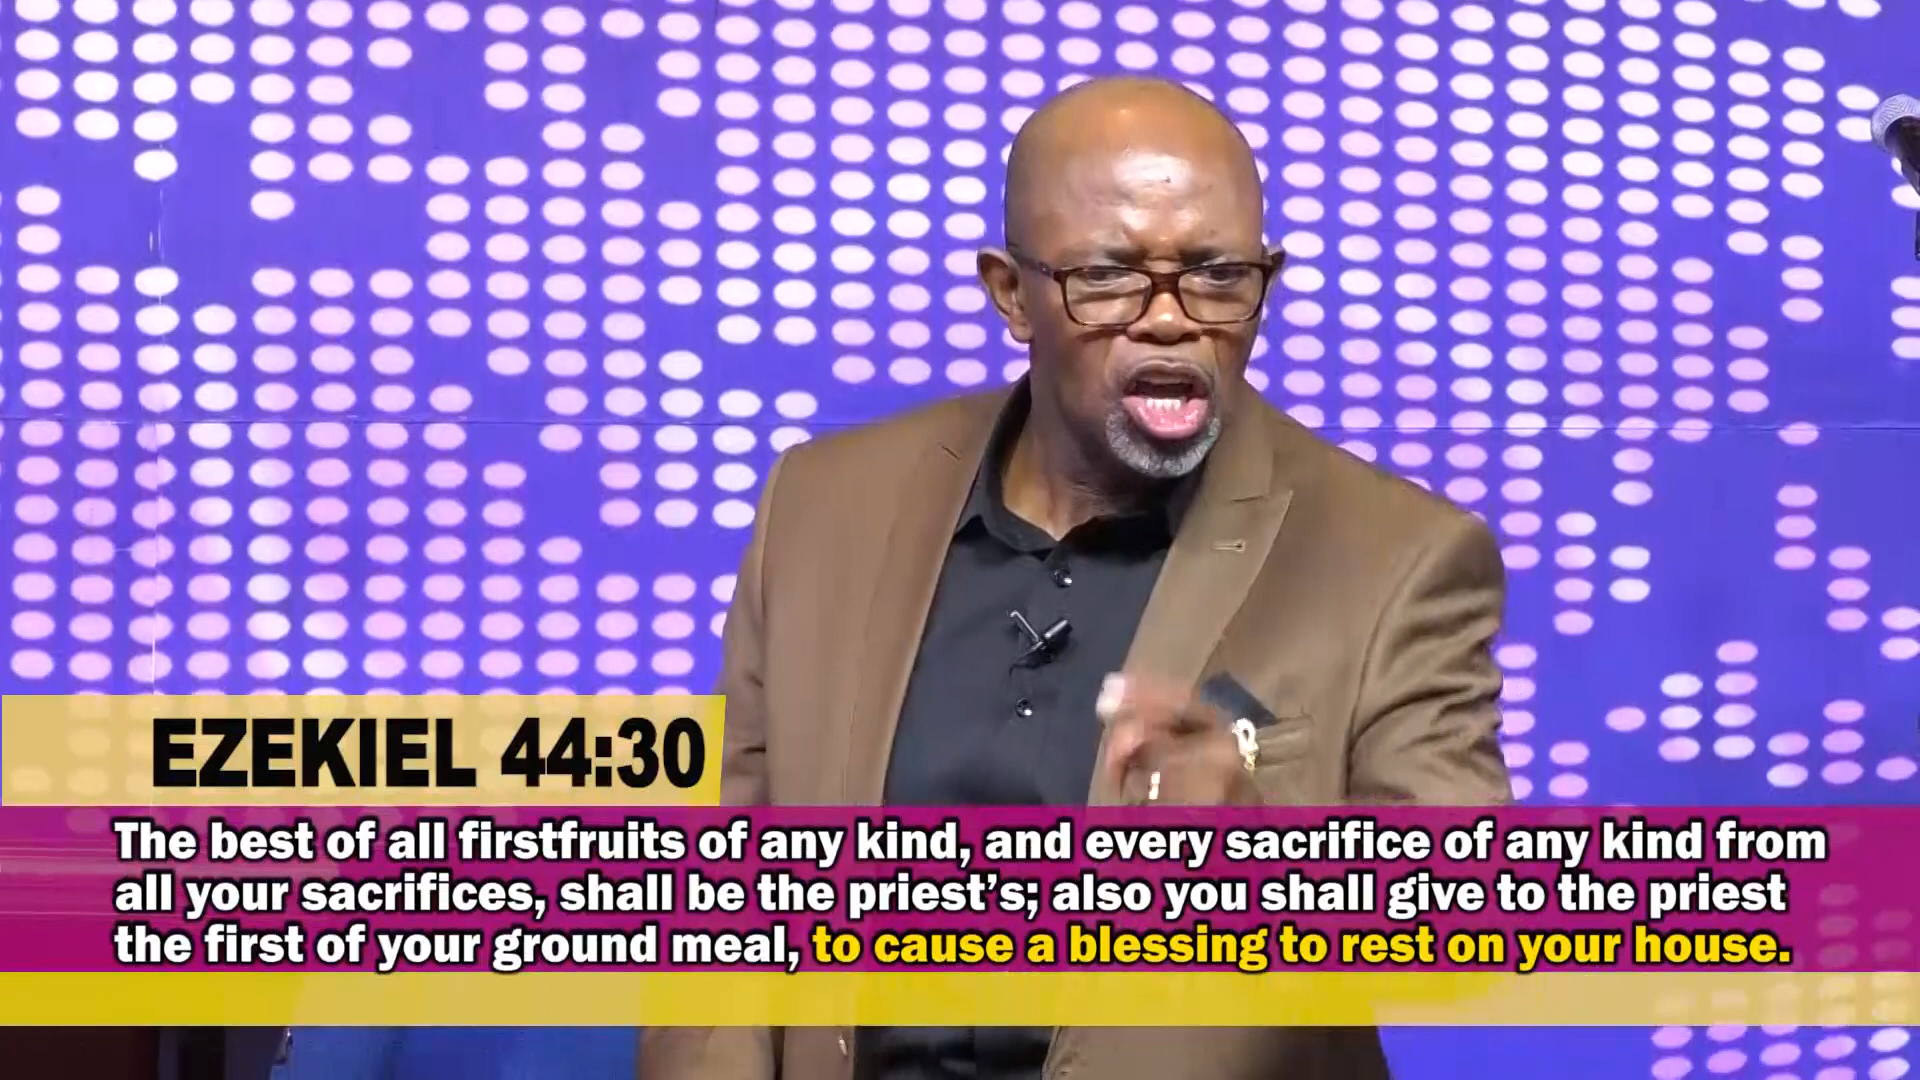 EZEKIEL 44:30
The best of all firstfruits of any kind, and every sacrifice of any kind from
all your sacrifices, shall be the priest’s; also you shall give to the priest
the first of your ground meal, to cause a blessing to rest on your house.